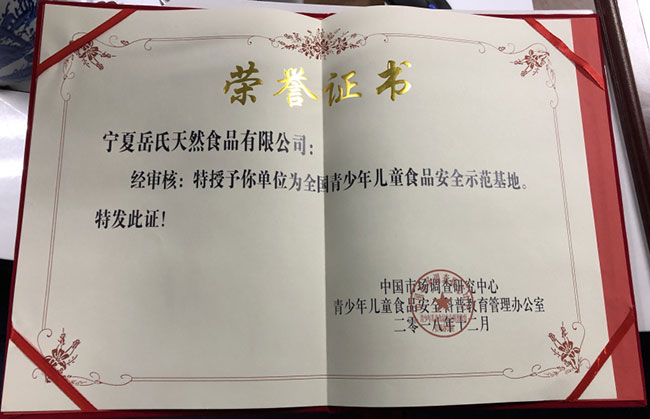 荣誉证书
宁夏岳氏天然食品有限公司：
经审核：特授予你单位为全国青少年儿童食品安全示范基地。
特发此证！
中国市场调查研究中心
青少年儿童食品安全科普教育管理办公室
二零一八年十二月